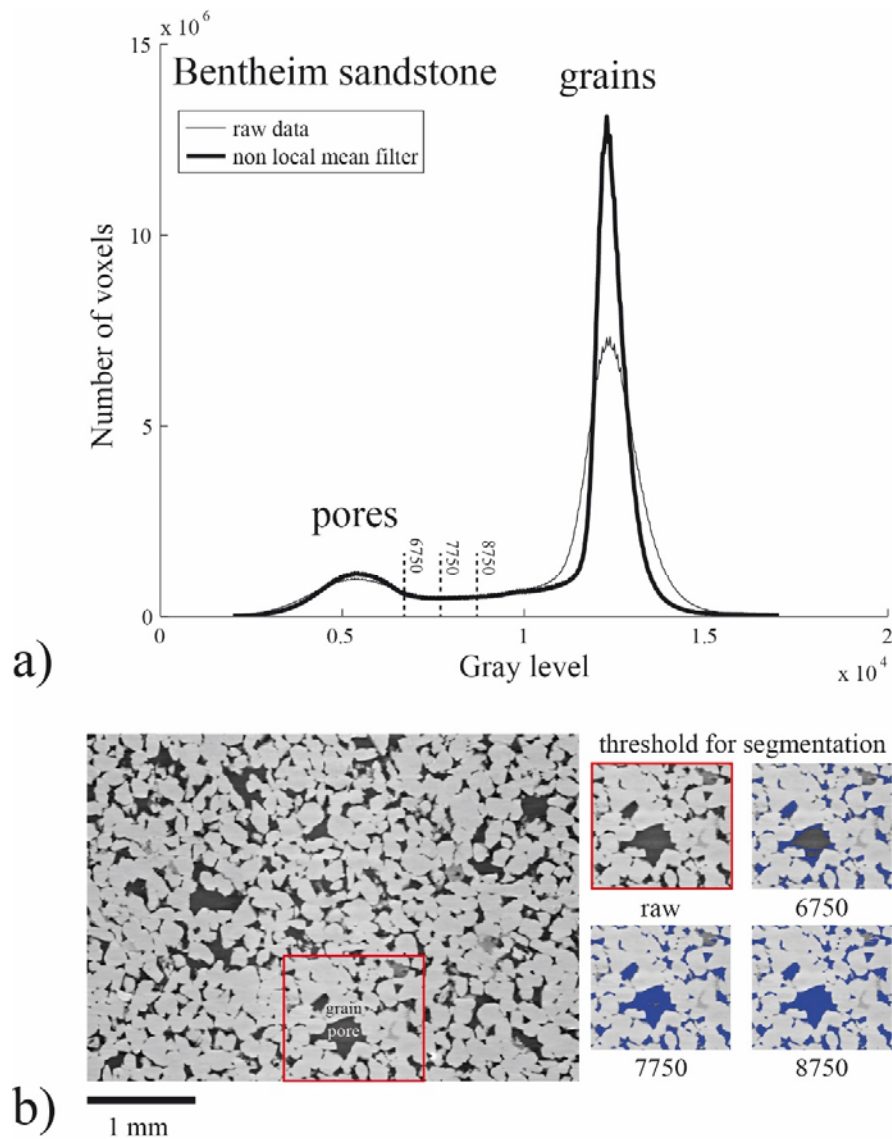 x 10 6
15
Bentheim sandstone
grains
raw data
non local mean filter
10
Number of voxels
5
pores
6750
7750
8750
0
0
0.5
1
1.5
2
Gray level
x 10 4
a)
threshold for segmentation
raw
6750
grain
pore
7750
8750
b)
1 mm